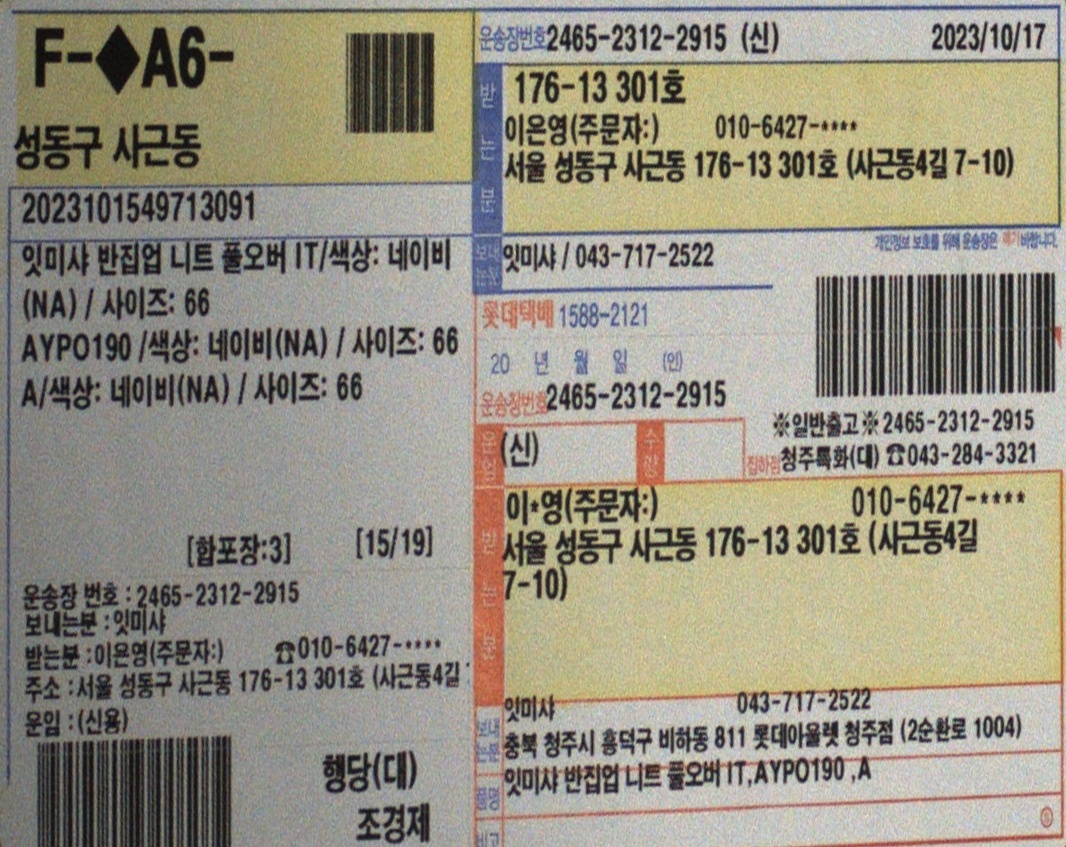 F-◆A6-
성동구 사근동
2023101549713091
잇미샤 반집업 니트 풀오버 IT/색상: 네이비
(NA) / 사이즈: 66
AYPO190 /색상: 네이비(NA) / 사이즈: 66
A/색상: 네이비(NA) / 사이즈: 66
[합포장:3] [15/19]
운송장 번호 : 2465-2312-2915
보내는분 : 잇미샤
받는분 : 이은영(주문자:) ☎010-6427-****
주소 : 서울 성동구 사근동 176-13 301호 (사근동4길
운임 : (신용)
행당(대)
조경제
운송장번호 2465-2312-2915 (신) 2023/10/17
받는분
176-13 301호
이은영(주문자:) 010-6427-****
서울 성동구 사근동 176-13 301호 (사근동4길 7-10)
개인정보 보호를 위해 운송장은 폐기 바랍니다.
보내는분
잇미샤 / 043-717-2522
롯데택배 1588-2121
20 년 월 일 (인)
운송장번호 2465-2312-2915
※일반출고※ 2465-2312-2915
운임 (신) 수량
집하점 청주특화(대) ☎043-284-3321
받는분
이*영(주문자:) 010-6427-****
서울 성동구 사근동 176-13 301호 (사근동4길
7-10)
보내는분
잇미샤 043-717-2522
충북 청주시 흥덕구 비하동 811 롯데아울렛 청주점 (2순환로 1004)
품명 잇미샤 반집업 니트 풀오버 IT,AYPO190 ,A
비고